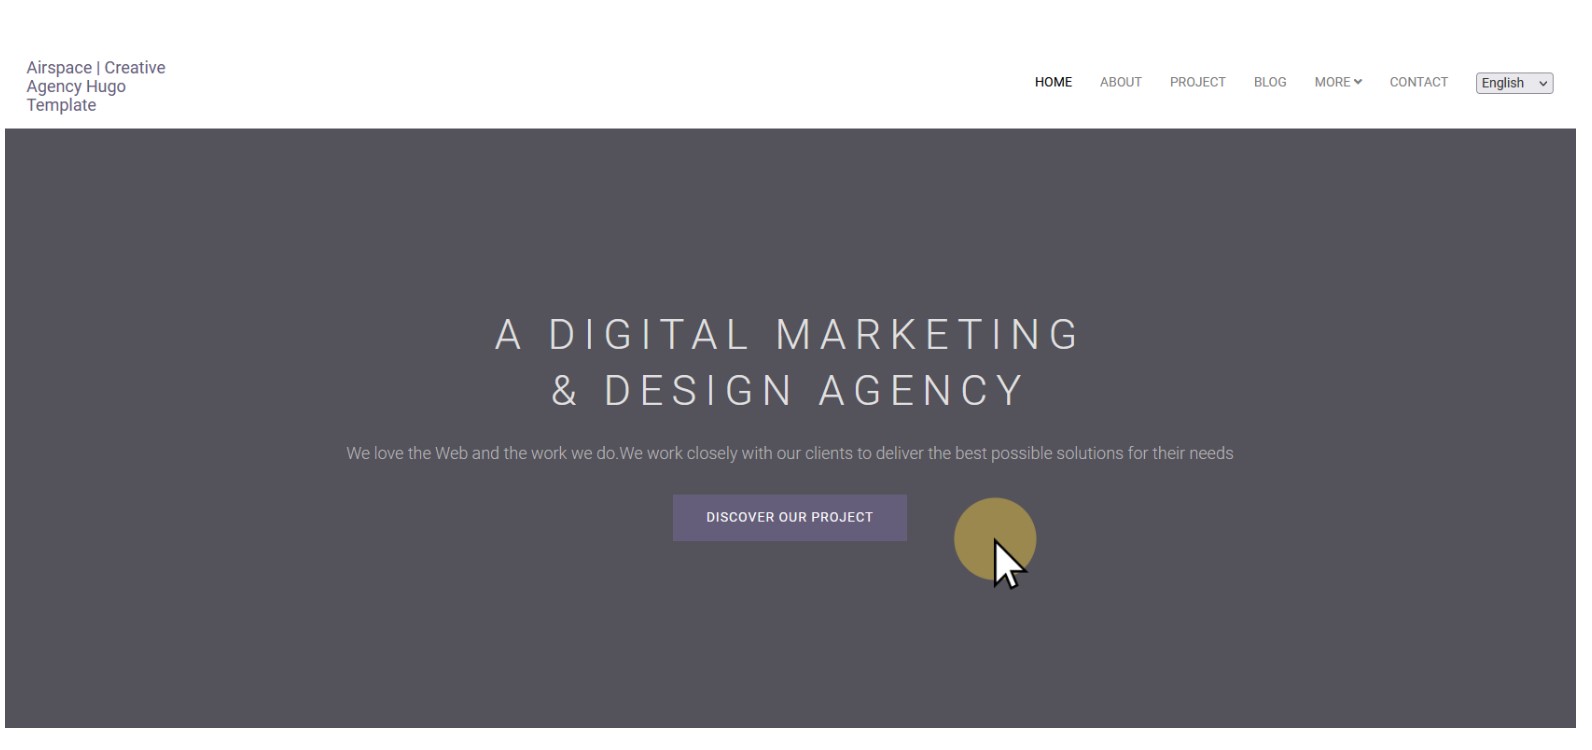 Airspace | Creative
Agency Hugo
Template
HOME ABOUT PROJECT BLOG MORE CONTACT English
A DIGITAL MARKETING
& DESIGN AGENCY
We love the Web and the work we do.We work closely with our clients to deliver the best possible solutions for their needs
DISCOVER OUR PROJECT